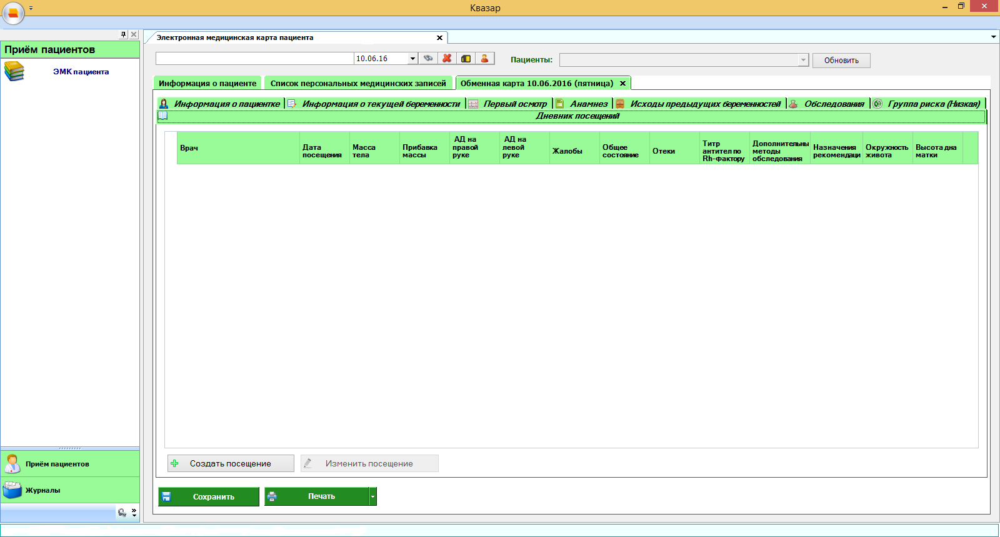 Квазар
Электронная медицинская карта пациента
Приём пациентов
ЭМК пациента
10.06.16
Пациенты:
Обновить
Информация о пациенте
Список персональных медицинских записей
Обменная карта 10.06.2016 (пятница)
Информация о пациентке
Информация о текущей беременности
Первый осмотр
Анамнез
Исходы предыдущих беременностей
Обследования
Группа риска (Низкая)
Дневник посещений
Врач
Дата
посещения
Масса
тела
Прибавка
массы
АД на
правой
руке
АД на
левой
руке
Жалобы
Общее
состояние
Отеки
Титр
антител по
Rh-фактору
Дополнительны
методы
обследования
Назначения
рекомендаци
Окружность
живота
Высота дна
матки
Создать посещение
Изменить посещение
Приём пациентов
Журналы
Сохранить
Печать